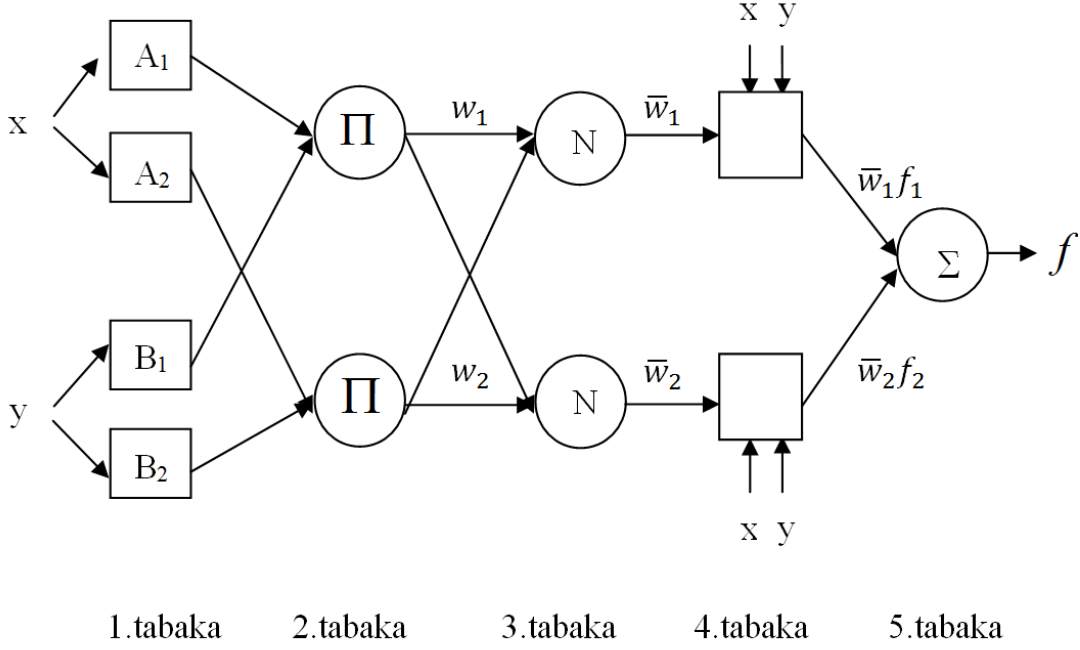 x y
A₁
x
A₂
Π w₁ N w̅₁
w̅₁f₁
Σ f
B₁
y
B₂
Π w₂ N w̅₂
w̅₂f₂
x y
1.tabaka 2.tabaka 3.tabaka 4.tabaka 5.tabaka